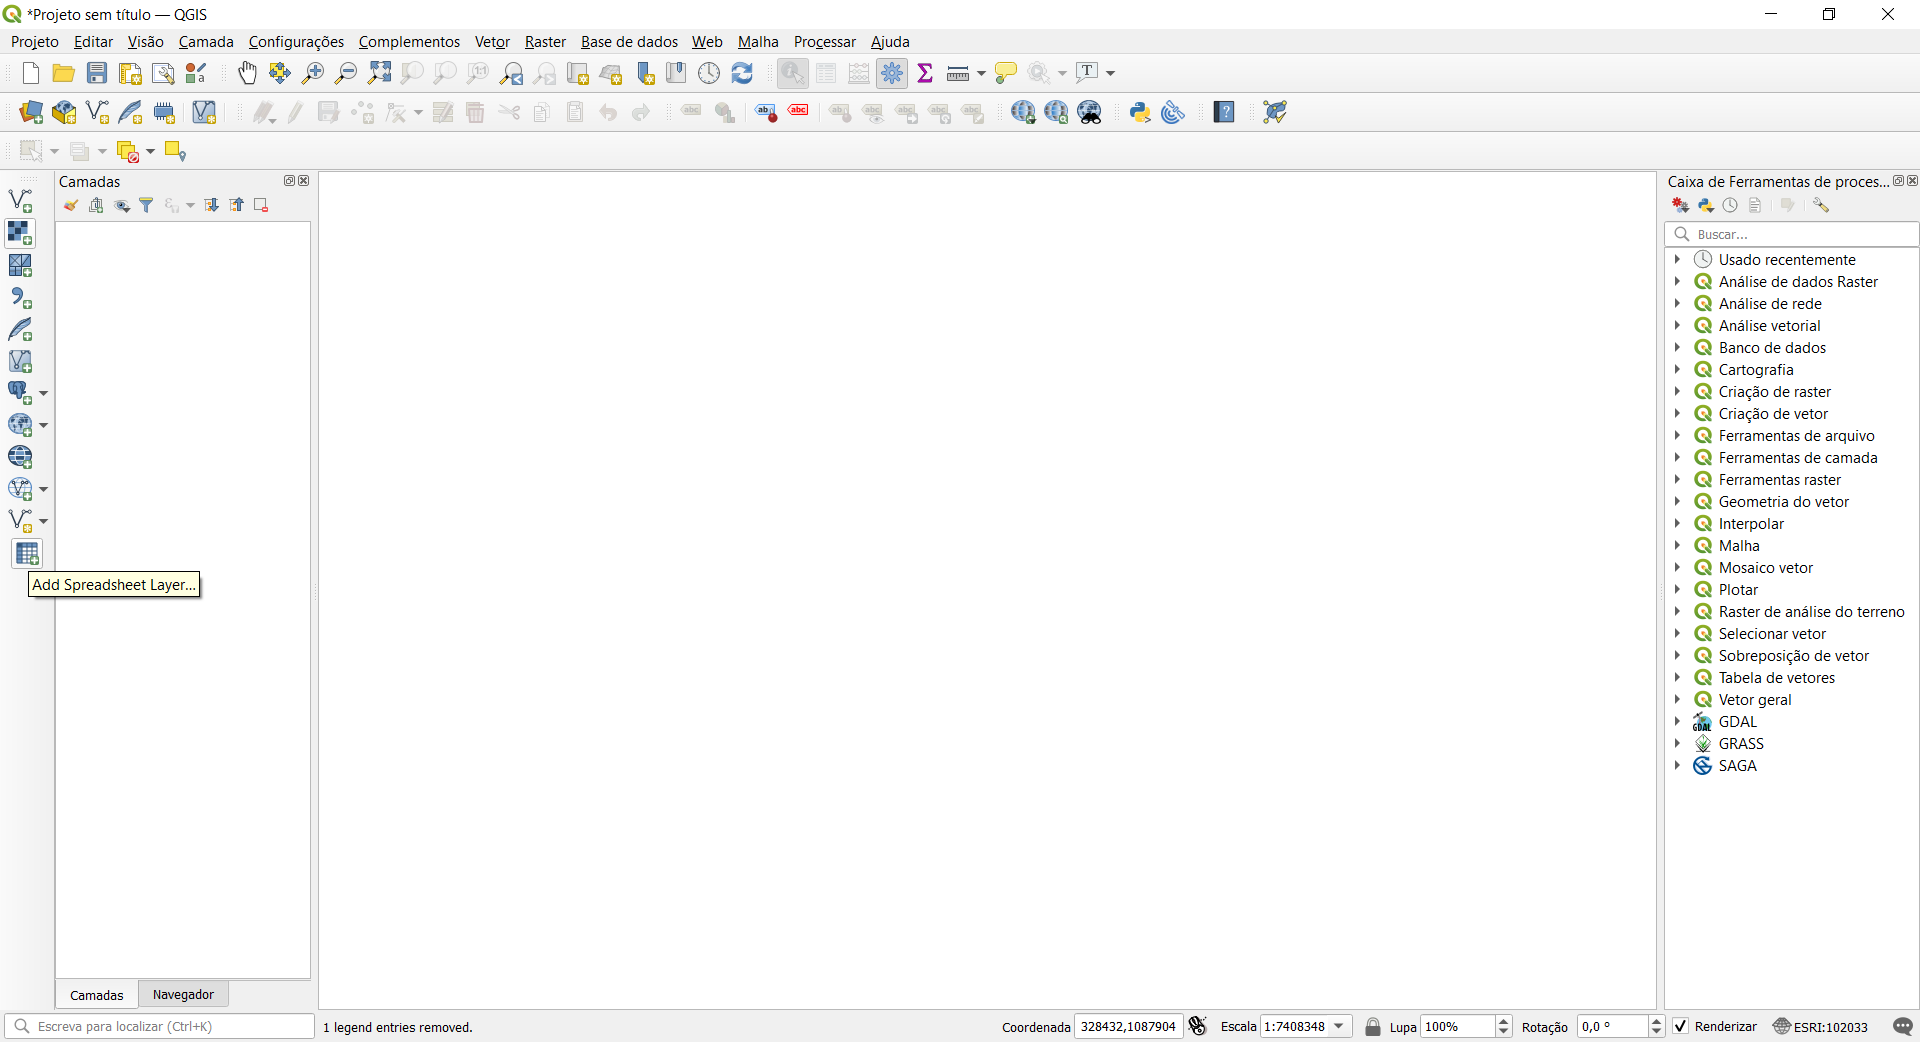 *Projeto sem título — QGIS
Projeto Editar Visão Camada Configurações Complementos Vetor Raster Base de dados Web Malha Processar Ajuda
Camadas
Add Spreadsheet Layer...
Caixa de Ferramentas de proces...
Buscar...
Usado recentemente
Análise de dados Raster
Análise de rede
Análise vetorial
Banco de dados
Cartografia
Criação de raster
Criação de vetor
Ferramentas de arquivo
Ferramentas de camada
Ferramentas raster
Geometria do vetor
Interpolar
Malha
Mosaico vetor
Plotar
Raster de análise do terreno
Selecionar vetor
Sobreposição de vetor
Tabela de vetores
Vetor geral
GDAL
GRASS
SAGA
Camadas Navegador
Escreva para localizar (Ctrl+K) 1 legend entries removed. Coordenada 328432,1087904 Escala 1:7408348 Lupa 100% Rotação 0,0 ° Renderizar ESRI:102033